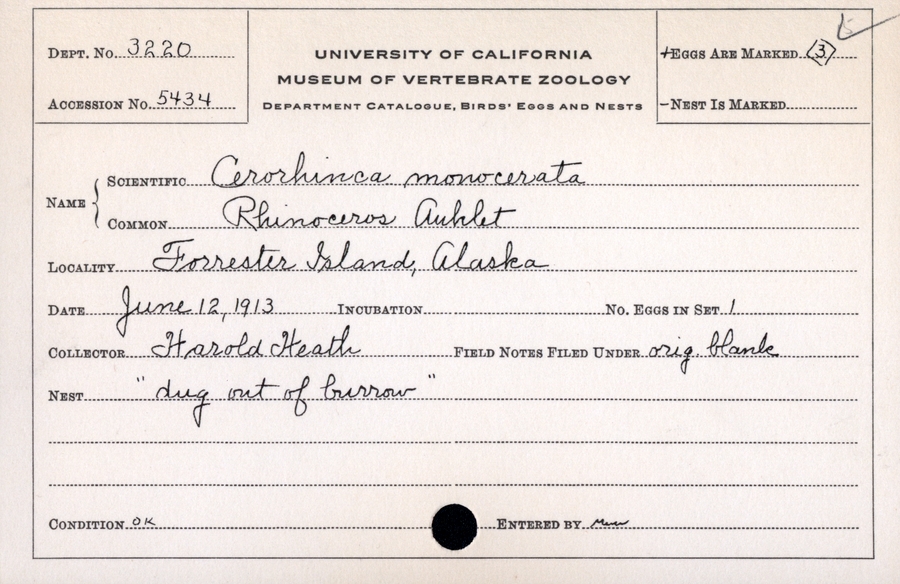 DEPT. No. 3220
ACCESSION No. 5434
UNIVERSITY OF CALIFORNIA
MUSEUM OF VERTEBRATE ZOOLOGY
DEPARTMENT CATALOGUE, BIRDS' EGGS AND NESTS
+EGGS ARE MARKED 3
-NEST IS MARKED
NAME
SCIENTIFIC Cerorhinca monocerata
COMMON Rhinoceros Auklet
LOCALITY Forrester Island, Alaska
DATE June 12, 1913 INCUBATION NO. EGGS IN SET 1
COLLECTOR Harold Heath FIELD NOTES FILED UNDER orig. blank
NEST "dug out of burrow"
CONDITION OK ENTERED BY